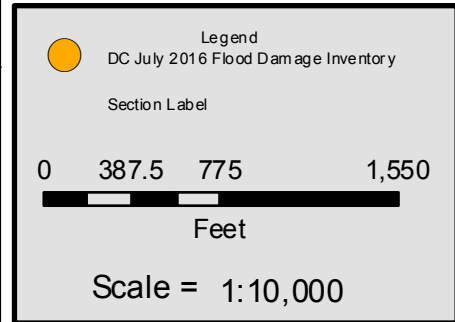 Legend
DC July 2016 Flood Damage Inventory
Section Label
0 387.5 775 1,550
Feet
Scale = 1:10,000